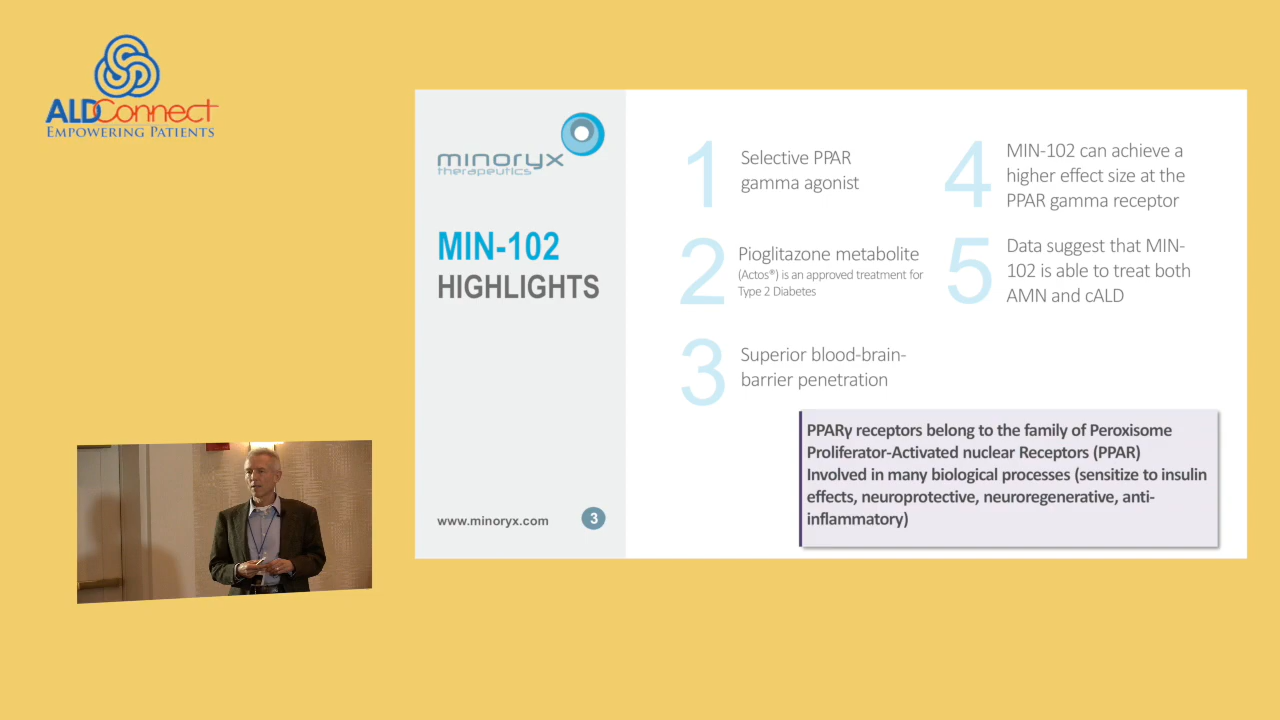 ALDConnect
EMPOWERING PATIENTS
minoryx
therapeutics
MIN-102
HIGHLIGHTS
www.minoryx.com
3
1
Selective PPAR
gamma agonist
2
Pioglitazone metabolite
(Actos®) is an approved treatment for
Type 2 Diabetes
3
Superior blood-brain-
barrier penetration
4
MIN-102 can achieve a
higher effect size at the
PPAR gamma receptor
5
Data suggest that MIN-
102 is able to treat both
AMN and cALD
PPARγ receptors belong to the family of Peroxisome
Proliferator-Activated nuclear Receptors (PPAR)
Involved in many biological processes (sensitize to insulin
effects, neuroprotective, neuroregenerative, anti-
inflammatory)